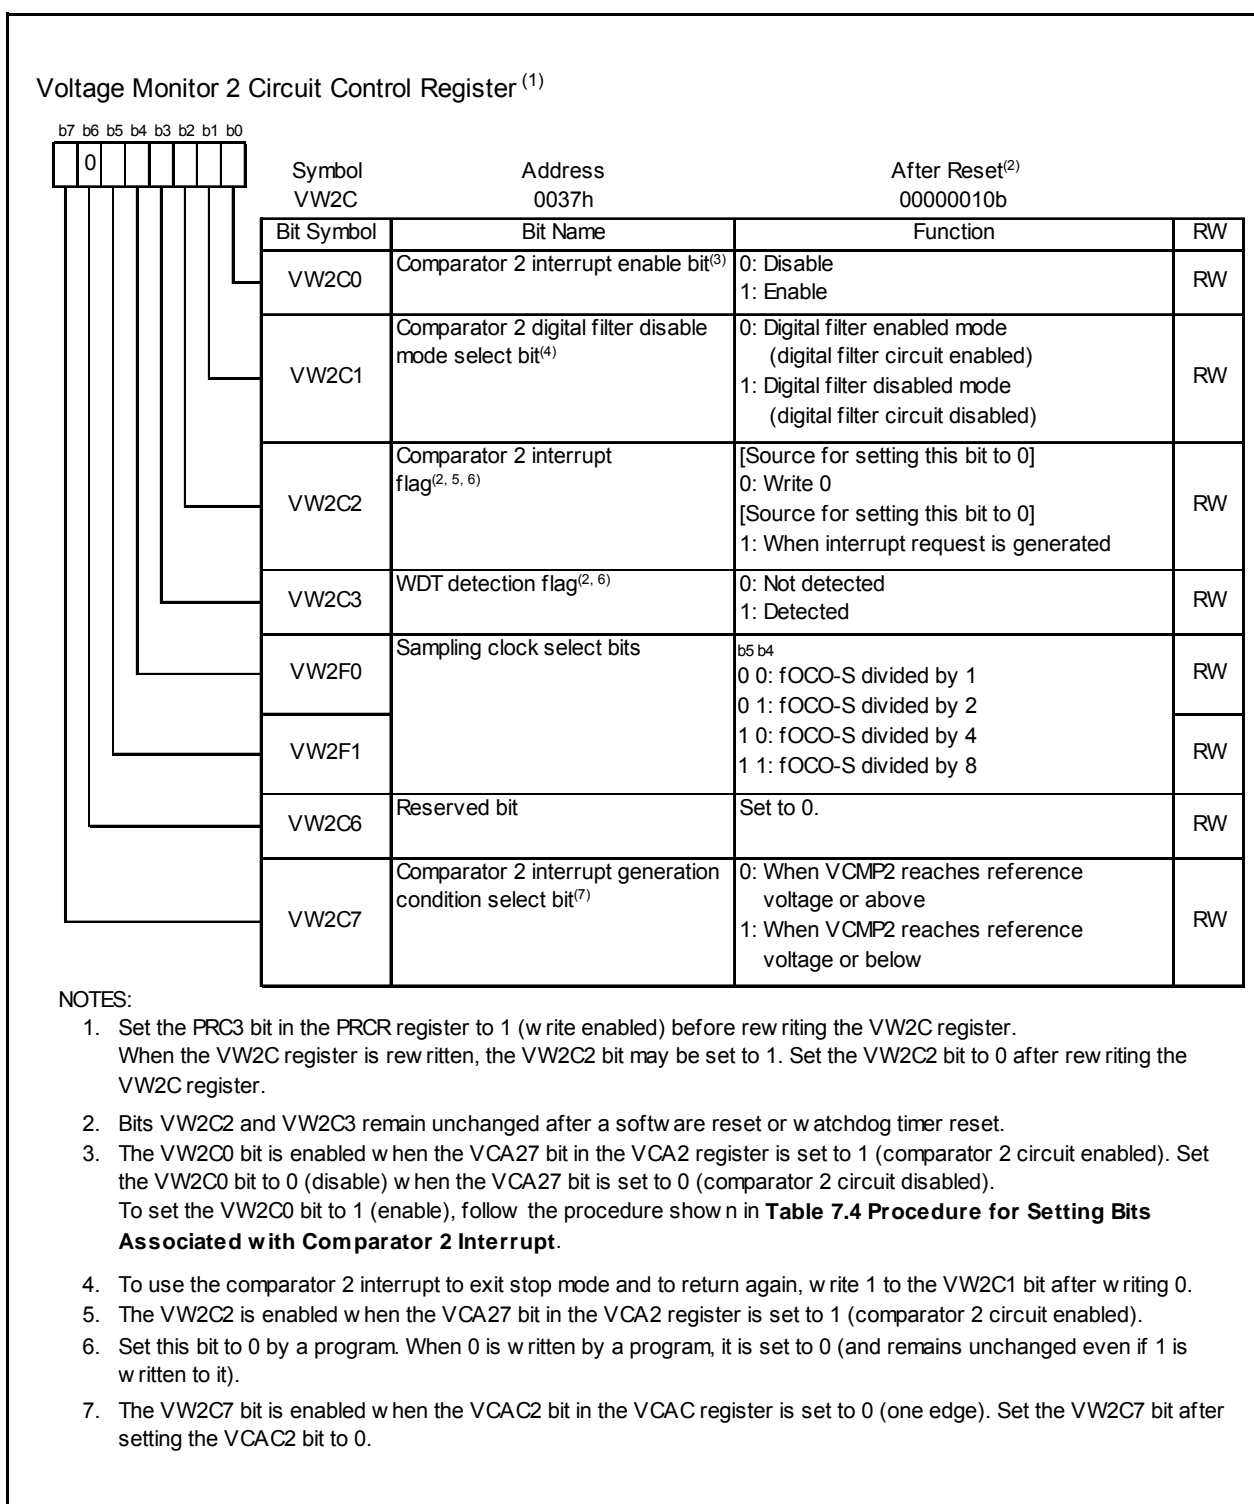 Voltage Monitor 2 Circuit Control Register (1)
b7 b6 b5 b4 b3 b2 b1 b0
0
Symbol Address After Reset(2)
VW2C 0037h 00000010b
Bit Symbol Bit Name Function RW
VW2C0 Comparator 2 interrupt enable bit(3) 0: Disable RW
1: Enable
VW2C1 Comparator 2 digital filter disable 0: Digital filter enabled mode RW
mode select bit(4) (digital filter circuit enabled)
1: Digital filter disabled mode
(digital filter circuit disabled)
VW2C2 Comparator 2 interrupt [Source for setting this bit to 0] RW
flag(2, 5, 6) 0: Write 0
[Source for setting this bit to 0]
1: When interrupt request is generated
VW2C3 WDT detection flag(2, 6) 0: Not detected RW
1: Detected
VW2F0 Sampling clock select bits b5 b4 RW
0 0: fOCO-S divided by 1
0 1: fOCO-S divided by 2
VW2F1 1 0: fOCO-S divided by 4 RW
1 1: fOCO-S divided by 8
VW2C6 Reserved bit Set to 0. RW
VW2C7 Comparator 2 interrupt generation 0: When VCMP2 reaches reference RW
condition select bit(7) voltage or above
1: When VCMP2 reaches reference
voltage or below
NOTES:
1. Set the PRC3 bit in the PRCR register to 1 (write enabled) before rewriting the VW2C register.
When the VW2C register is rewritten, the VW2C2 bit may be set to 1. Set the VW2C2 bit to 0 after rewriting the
VW2C register.
2. Bits VW2C2 and VW2C3 remain unchanged after a software reset or watchdog timer reset.
3. The VW2C0 bit is enabled when the VCA27 bit in the VCA2 register is set to 1 (comparator 2 circuit enabled). Set
the VW2C0 bit to 0 (disable) when the VCA27 bit is set to 0 (comparator 2 circuit disabled).
To set the VW2C0 bit to 1 (enable), follow the procedure shown in Table 7.4 Procedure for Setting Bits
Associated with Comparator 2 Interrupt.
4. To use the comparator 2 interrupt to exit stop mode and to return again, write 1 to the VW2C1 bit after writing 0.
5. The VW2C2 is enabled when the VCA27 bit in the VCA2 register is set to 1 (comparator 2 circuit enabled).
6. Set this bit to 0 by a program. When 0 is written by a program, it is set to 0 (and remains unchanged even if 1 is
written to it).
7. The VW2C7 bit is enabled when the VCAC2 bit in the VCAC register is set to 0 (one edge). Set the VW2C7 bit after
setting the VCAC2 bit to 0.